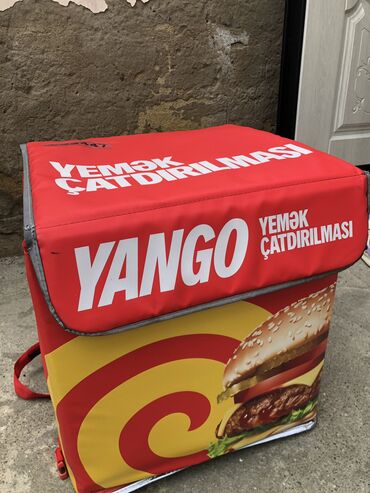 YEMƏK
ÇATDIRILMASI
YANGO
YEMƏK
ÇATDIRILMASI